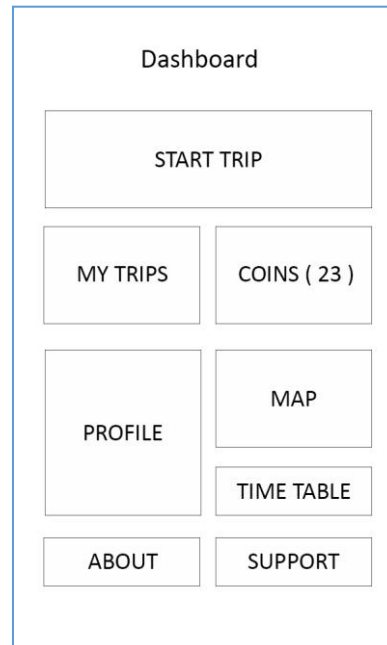 Dashboard
START TRIP
MY TRIPS
COINS ( 23 )
PROFILE
MAP
TIME TABLE
ABOUT
SUPPORT